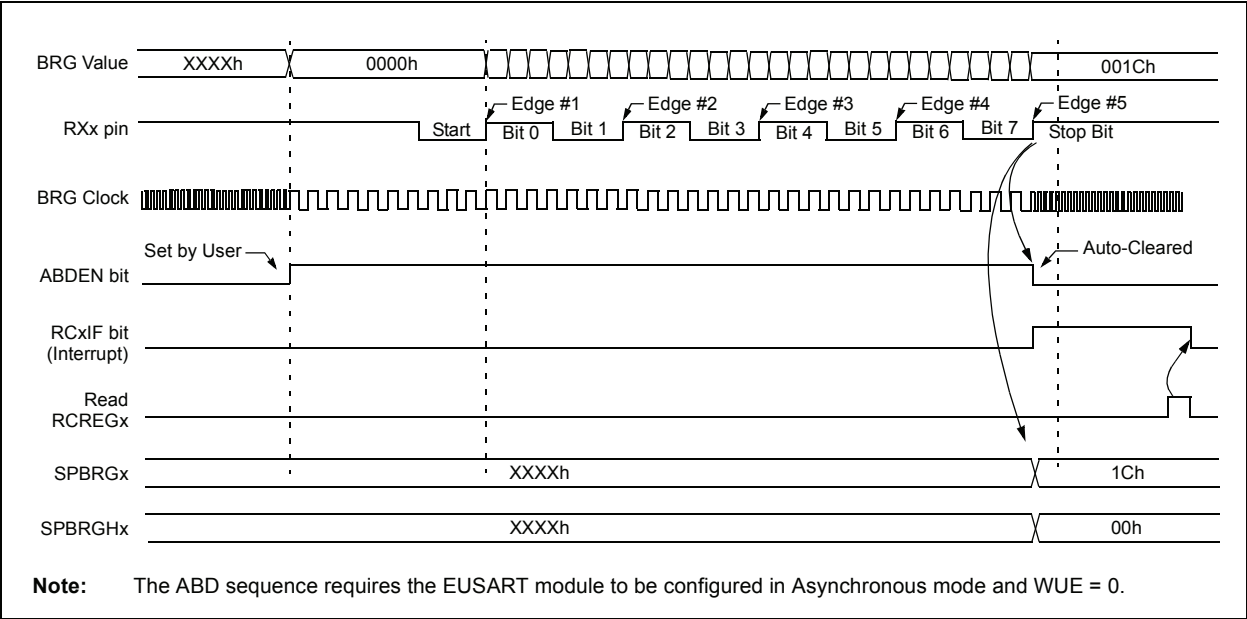 BRG Value XXXXh 0000h 001Ch
Edge #1 Edge #2 Edge #3 Edge #4 Edge #5
RXx pin Start Bit 0 Bit 1 Bit 2 Bit 3 Bit 4 Bit 5 Bit 6 Bit 7 Stop Bit
BRG Clock
Set by User Auto-Cleared
ABDEN bit
RCxIF bit
(Interrupt)
Read
RCREGx
SPBRGx XXXXh 1Ch
SPBRGHx XXXXh 00h
Note: The ABD sequence requires the EUSART module to be configured in Asynchronous mode and WUE = 0.